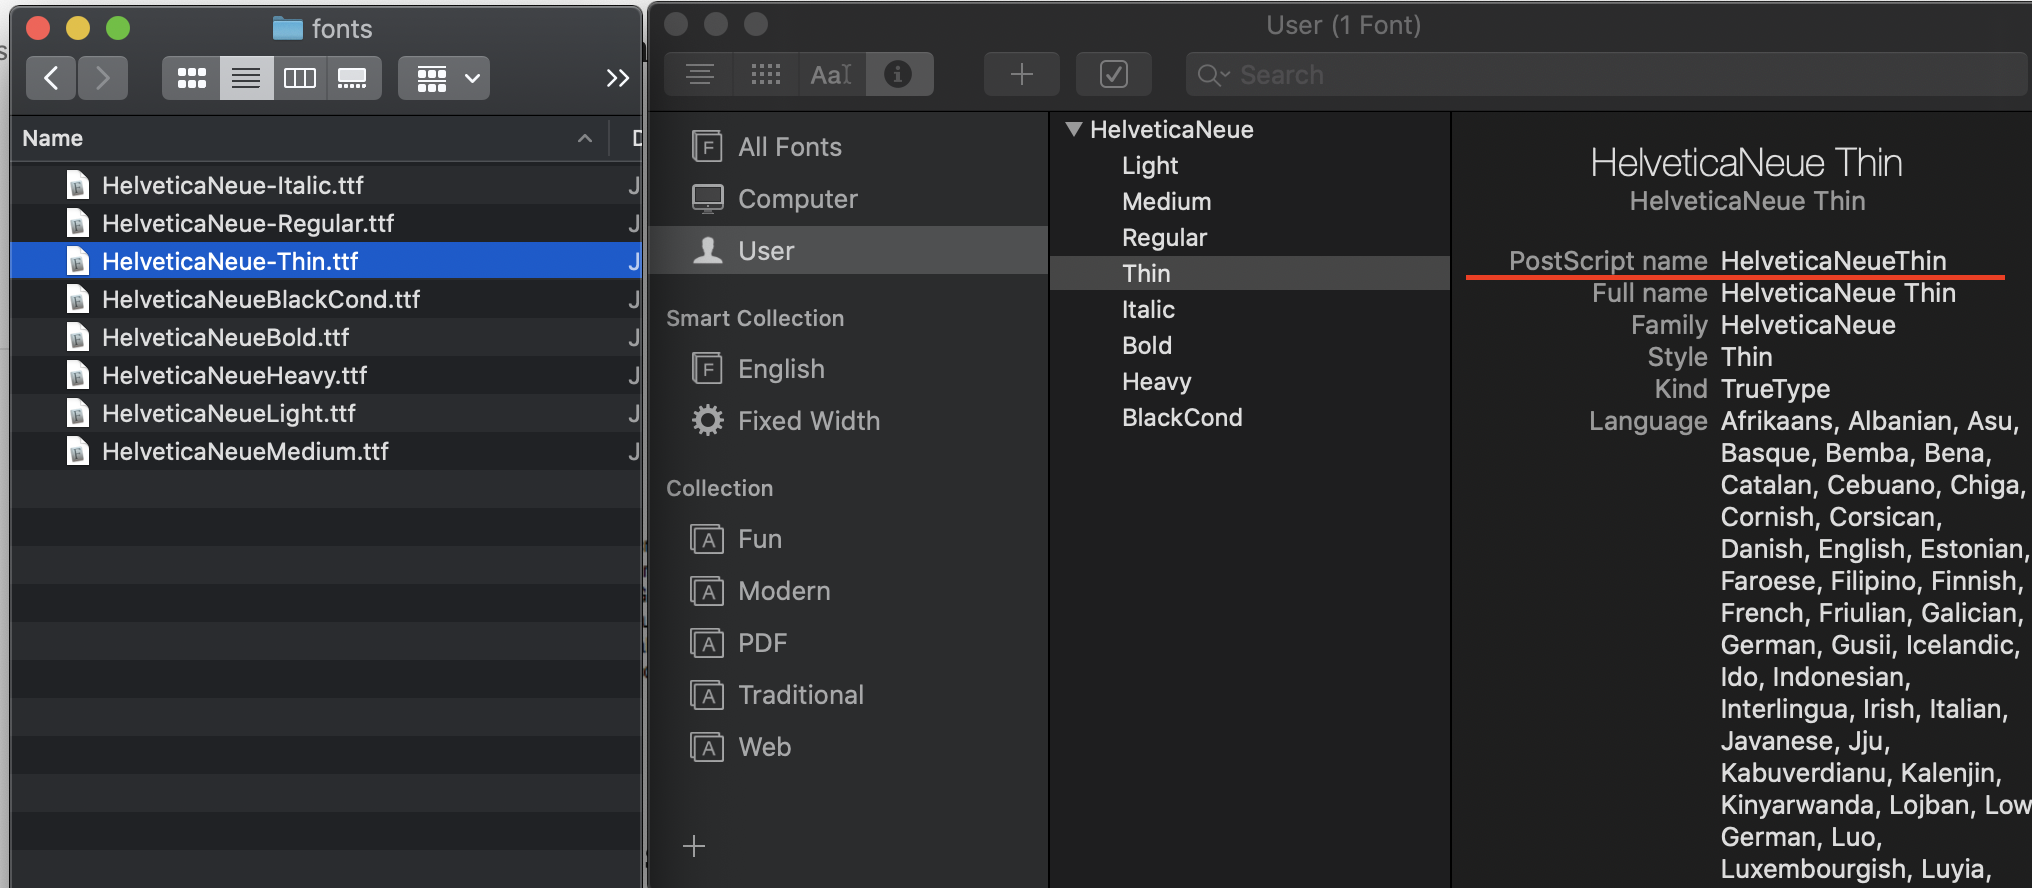 fonts
Name
HelveticaNeue-Italic.ttf
HelveticaNeue-Regular.ttf
HelveticaNeue-Thin.ttf
HelveticaNeueBlackCond.ttf
HelveticaNeueBold.ttf
HelveticaNeueHeavy.ttf
HelveticaNeueLight.ttf
HelveticaNeueMedium.ttf
User (1 Font)
Search
All Fonts
Computer
User
Smart Collection
English
Fixed Width
Collection
Fun
Modern
PDF
Traditional
Web
HelveticaNeue
Light
Medium
Regular
Thin
Italic
Bold
Heavy
BlackCond
HelveticaNeue Thin
HelveticaNeue Thin
PostScript name HelveticaNeueThin
Full name HelveticaNeue Thin
Family HelveticaNeue
Style Thin
Kind TrueType
Language Afrikaans, Albanian, Asu,
Basque, Bemba, Bena,
Catalan, Cebuano, Chiga,
Cornish, Corsican,
Danish, English, Estonian,
Faroese, Filipino, Finnish,
French, Friulian, Galician,
German, Gusii, Icelandic,
Ido, Indonesian,
Interlingua, Irish, Italian,
Javanese, Jju,
Kabuverdianu, Kalenjin,
Kinyarwanda, Lojban, Low
German, Luo,
Luxembourgish, Luyia,